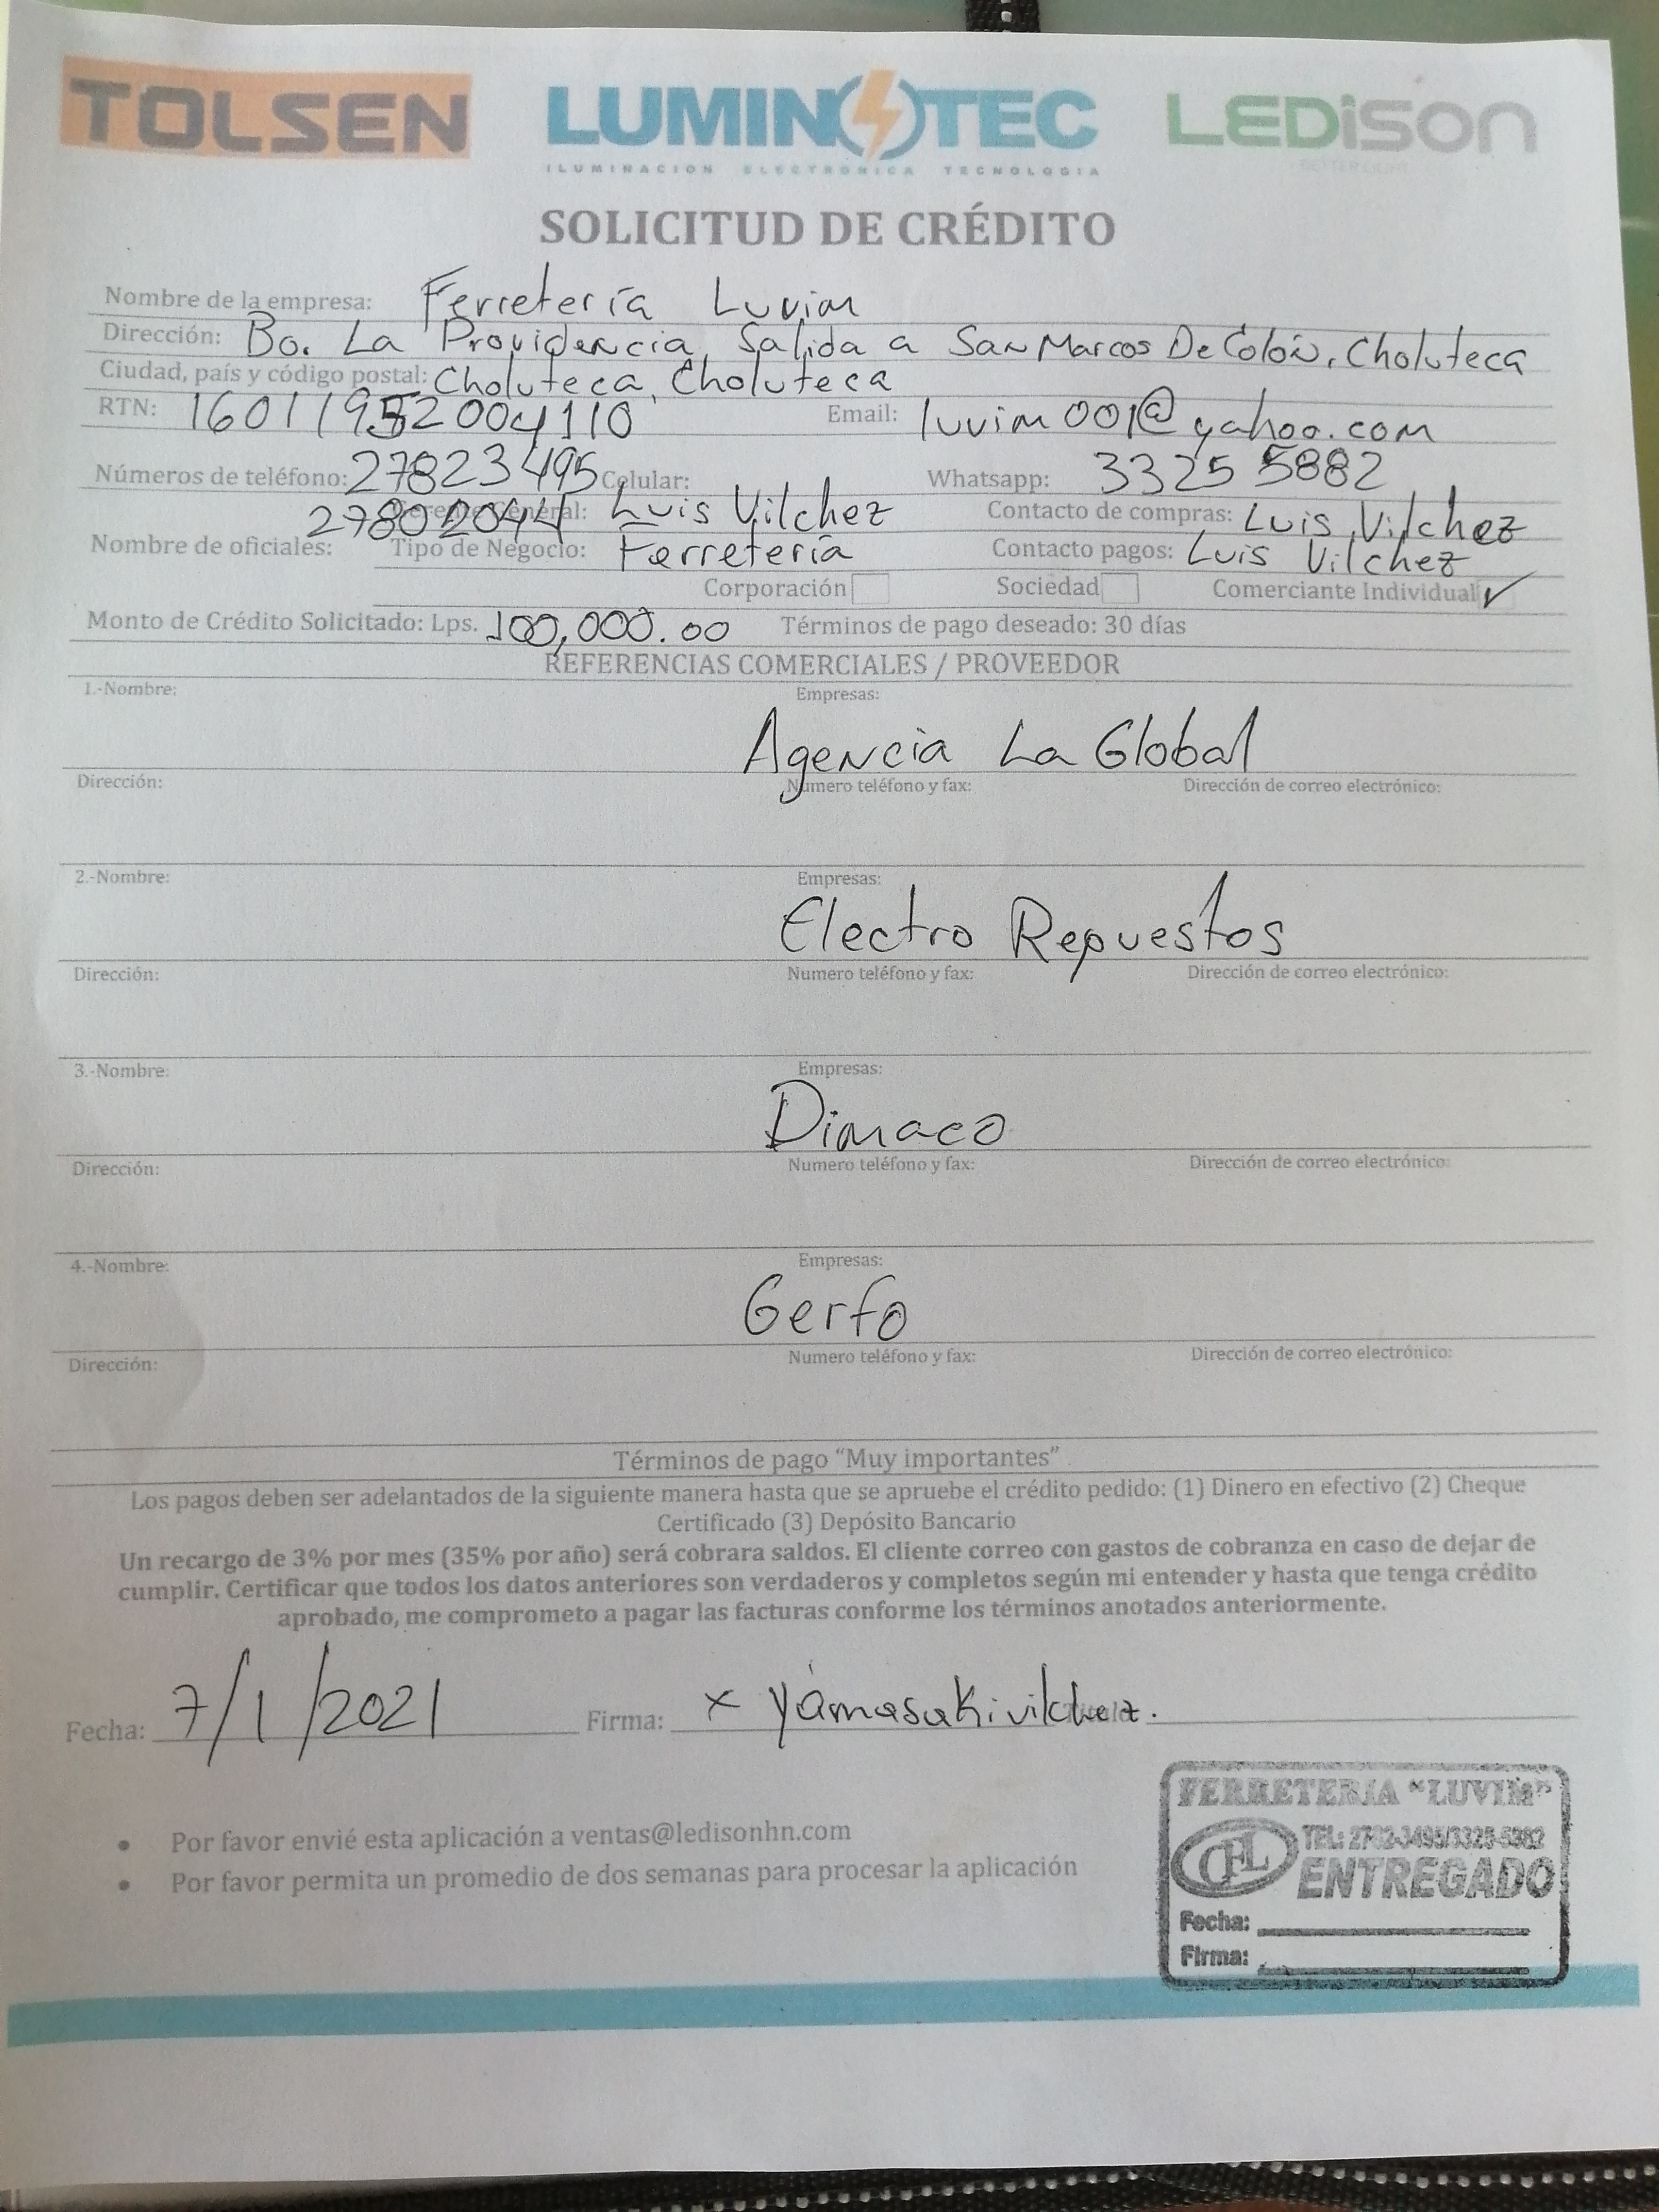 TOLSEN LUMINOTEC LEDiSON
ILUMINACION ELECTRONICA TECNOLOGIA BETTER LIGHT
SOLICITUD DE CRÉDITO
Nombre de la empresa: Ferretería Luvim
Dirección: Bo. La Providencia, Salida a San Marcos De Colón, Choluteca
Ciudad, país y código postal: Choluteca, Choluteca
RTN: 16011952004110 Email: luvim001@yahoo.com
Números de teléfono: 27823495 Celular: Whatsapp: 3325 5882
27802044 Gerente General: Luis Vilchez Contacto de compras: Luis Vilchez
Nombre de oficiales: Tipo de Negocio: Ferretería Contacto pagos: Luis Vilchez
Corporación Sociedad Comerciante Individual ✓
Monto de Crédito Solicitado: Lps. 100,000.00 Términos de pago deseado: 30 días
REFERENCIAS COMERCIALES / PROVEEDOR
1.-Nombre: Empresas:
Agencia La Global
Dirección: Numero teléfono y fax: Dirección de correo electrónico:
2.-Nombre: Empresas:
Electro Repuestos
Dirección: Numero teléfono y fax: Dirección de correo electrónico:
3.-Nombre: Empresas:
Dimaco
Dirección: Numero teléfono y fax: Dirección de correo electrónico:
4.-Nombre: Empresas:
Gerfo
Dirección: Numero teléfono y fax: Dirección de correo electrónico:
Términos de pago “Muy importantes”
Los pagos deben ser adelantados de la siguiente manera hasta que se apruebe el crédito pedido: (1) Dinero en efectivo (2) Cheque
Certificado (3) Depósito Bancario
Un recargo de 3% por mes (35% por año) será cobrara saldos. El cliente correo con gastos de cobranza en caso de dejar de
cumplir. Certificar que todos los datos anteriores son verdaderos y completos según mi entender y hasta que tenga crédito
aprobado, me comprometo a pagar las facturas conforme los términos anotados anteriormente.
Fecha: 7/1/2021 Firma: x yamasakivilchez.
• Por favor envié esta aplicación a ventas@ledisonhn.com
• Por favor permita un promedio de dos semanas para procesar la aplicación
FERRETERIA “LUVIM”
CFL TEL: 2782-3495/3325-5882
ENTREGADO
Fecha:
Firma: